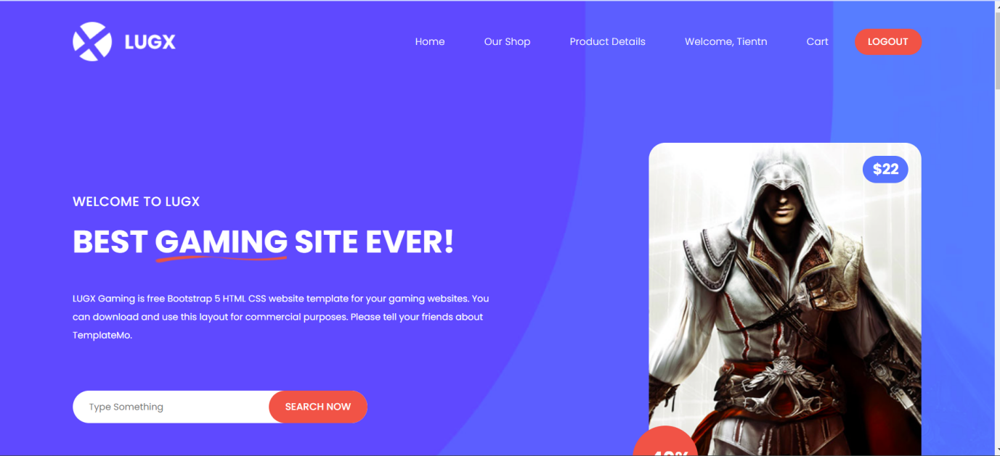 LUGX
Home
Our Shop
Product Details
Welcome, Tientn
Cart
LOGOUT
$22
WELCOME TO LUGX
BEST GAMING SITE EVER!
LUGX Gaming is free Bootstrap 5 HTML CSS website template for your gaming websites. You
can download and use this layout for commercial purposes. Please tell your friends about
TemplateMo.
Type Something
SEARCH NOW